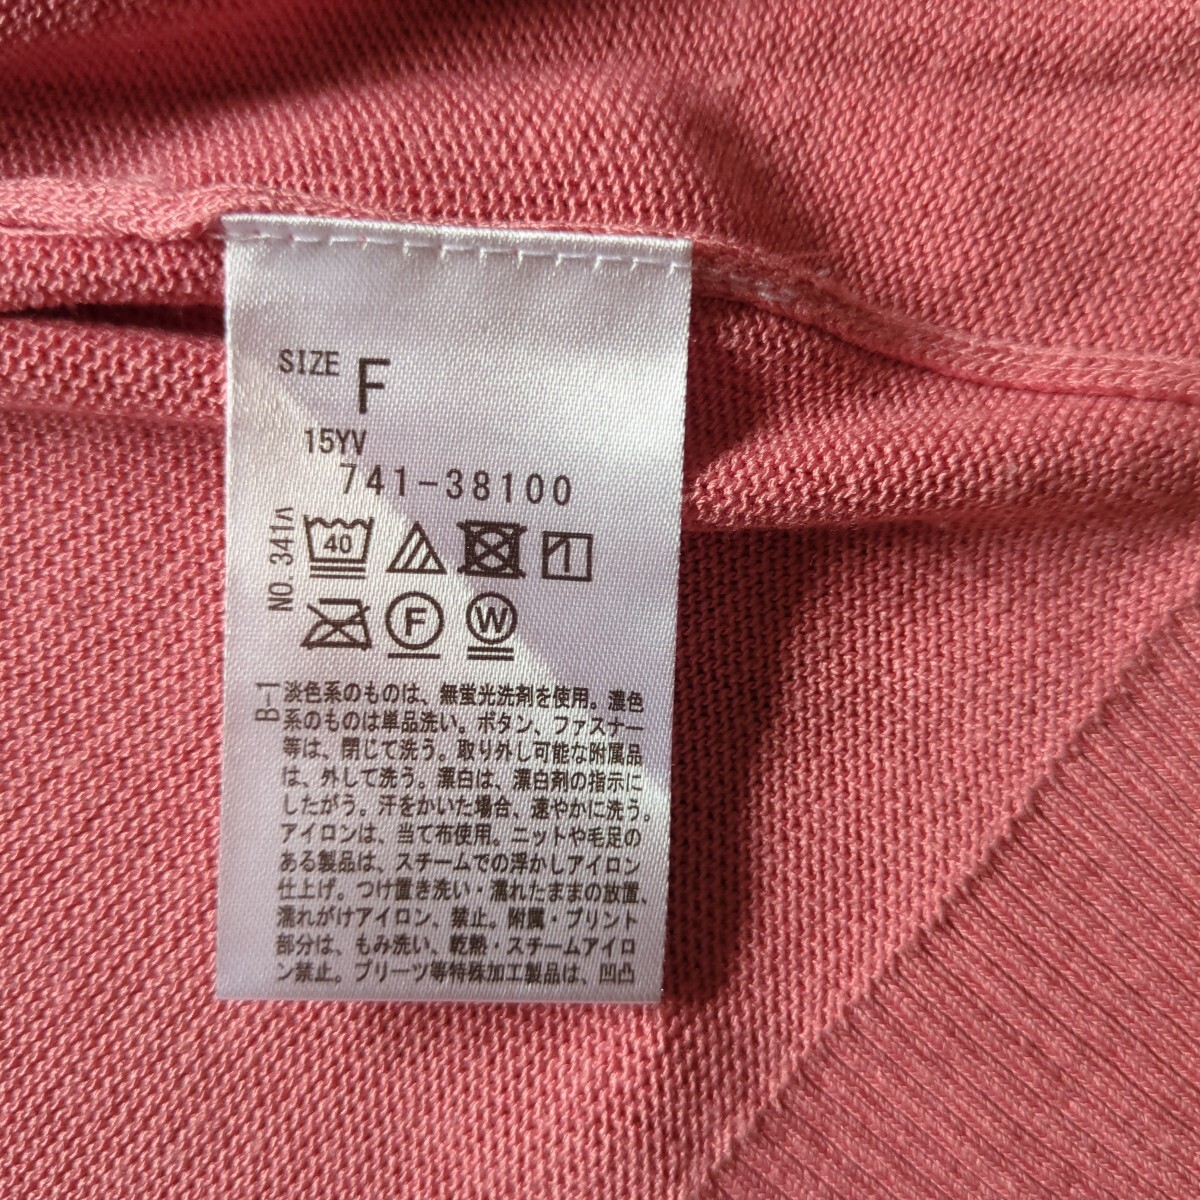 SIZE F
15YV
741-38100
NO.341ﾊ
40
F W
B-1
淡色系のものは、無蛍光洗剤を使用。濃色
系のものは単品洗い。ボタン、ファスナー
等は、閉じて洗う。取り外し可能な附属品
は、外して洗う。漂白は、漂白剤の指示に
したがう。汗をかいた場合、速やかに洗う。
アイロンは、当て布使用。ニットや毛足の
ある製品は、スチームでの浮かしアイロン
仕上げ。つけ置き洗い・濡れたままの放置、
濡れがけアイロン、禁止。附属・プリント
部分は、もみ洗い、乾熱・スチームアイロ
ン禁止。プリーツ等特殊加工製品は、凹凸